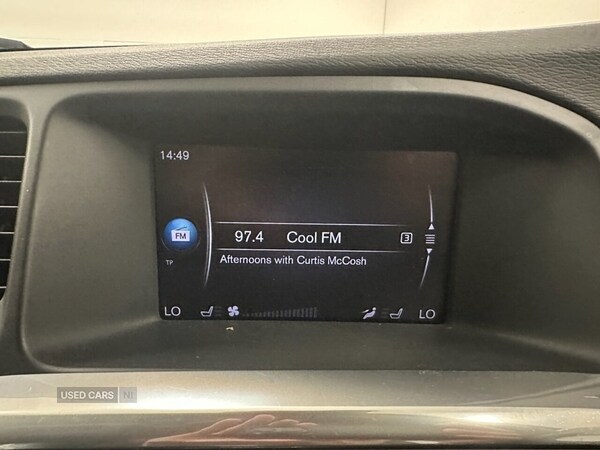 14:49
FM
97.4 Cool FM 3
TP
Afternoons with Curtis McCosh
LO LO
USED CARS NI